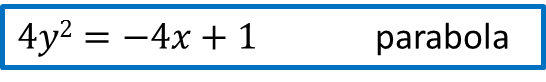 4y² = −4x + 1 parabola